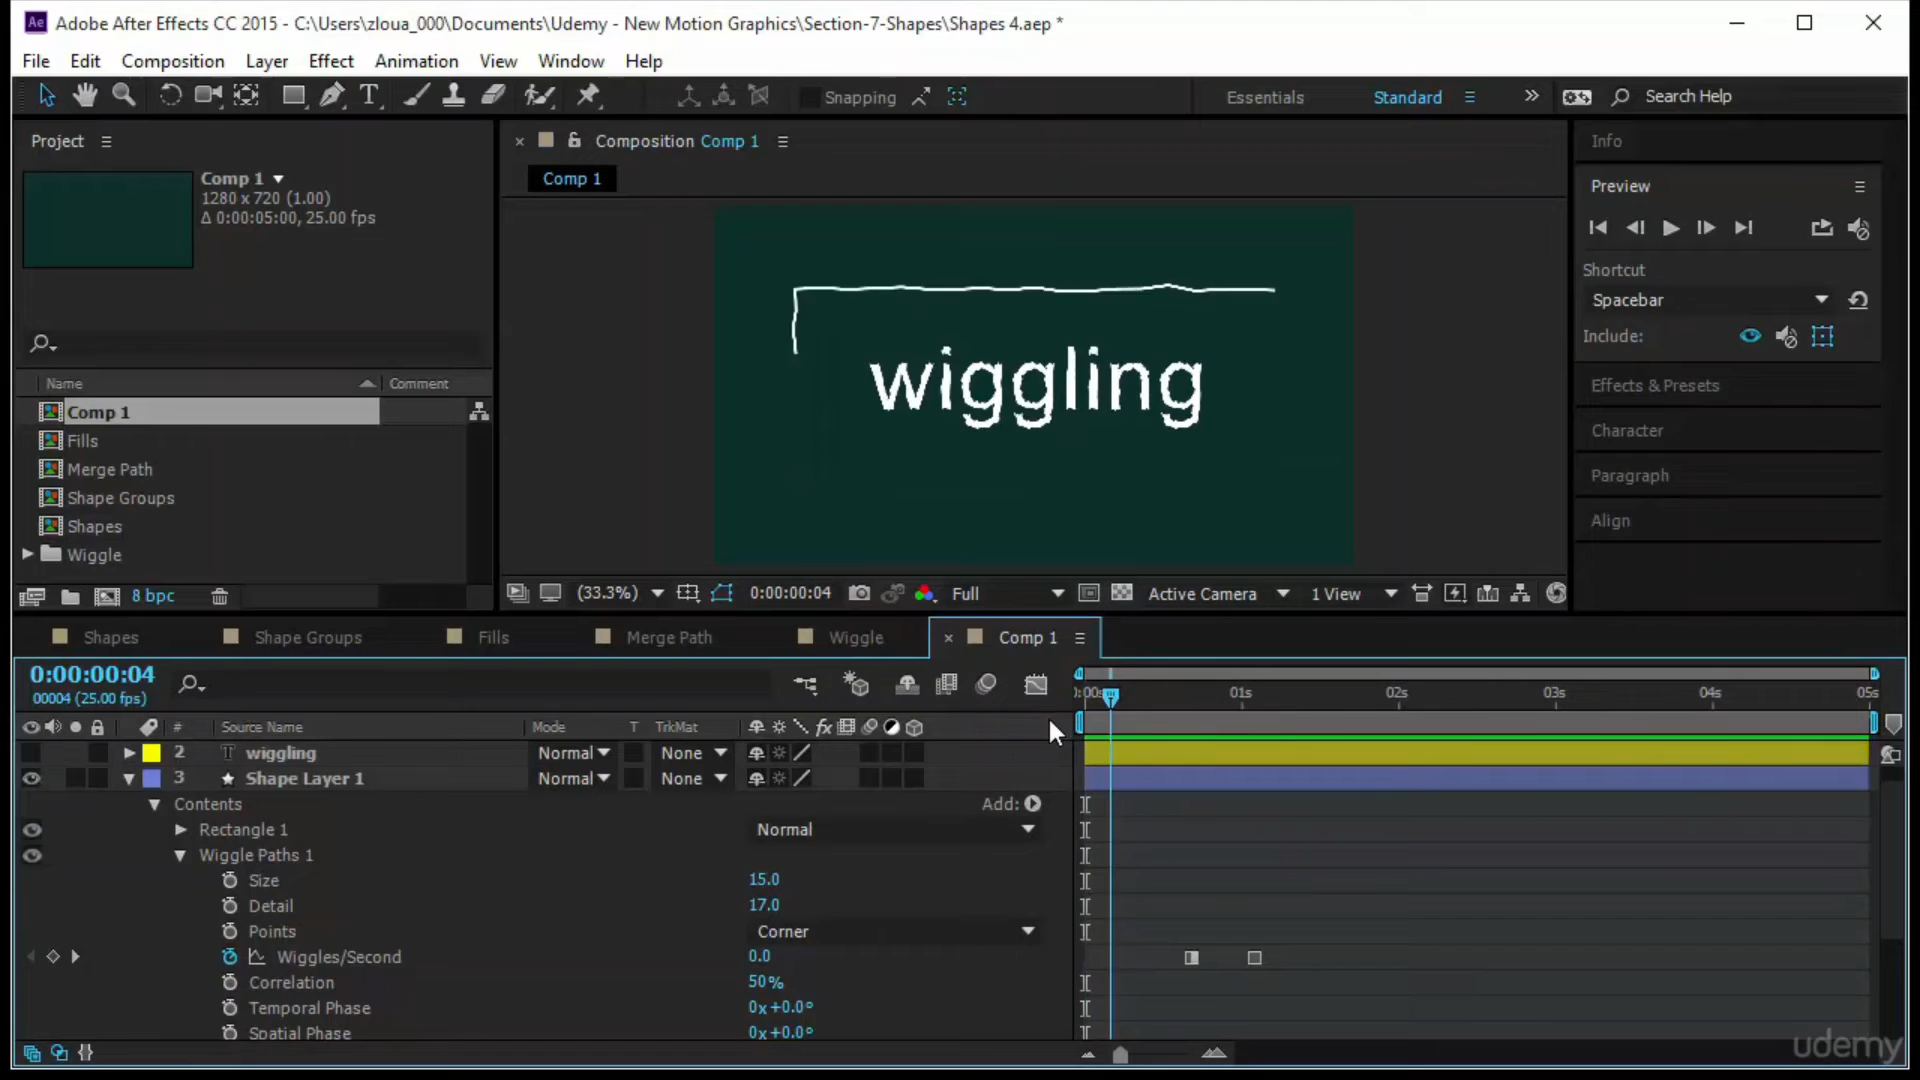 Ae Adobe After Effects CC 2015 - C:\Users\zloua_000\Documents\Udemy - New Motion Graphics\Section-7-Shapes\Shapes 4.aep *
File Edit Composition Layer Effect Animation View Window Help
T Snapping Essentials Standard Search Help
Project
Comp 1
1280 x 720 (1.00)
Δ 0:00:05:00, 25.00 fps
Name Comment
Comp 1
Fills
Merge Path
Shape Groups
Shapes
Wiggle
8 bpc
Composition Comp 1
Comp 1
wiggling
(33.3%) 0:00:00:04 Full Active Camera 1 View
Info
Preview
Shortcut
Spacebar
Include:
Effects & Presets
Character
Paragraph
Align
Shapes Shape Groups Fills Merge Path Wiggle Comp 1
0:00:00:04
00004 (25.00 fps)
01s 02s 03s 04s 05s
# Source Name Mode T TrkMat fx
2 T wiggling Normal None
3 Shape Layer 1 Normal None
Contents Add:
Rectangle 1 Normal
Wiggle Paths 1
Size 15.0
Detail 17.0
Points Corner
Wiggles/Second 0.0
Correlation 50%
Temporal Phase 0x+0.0°
Spatial Phase 0x+0.0°
udemy